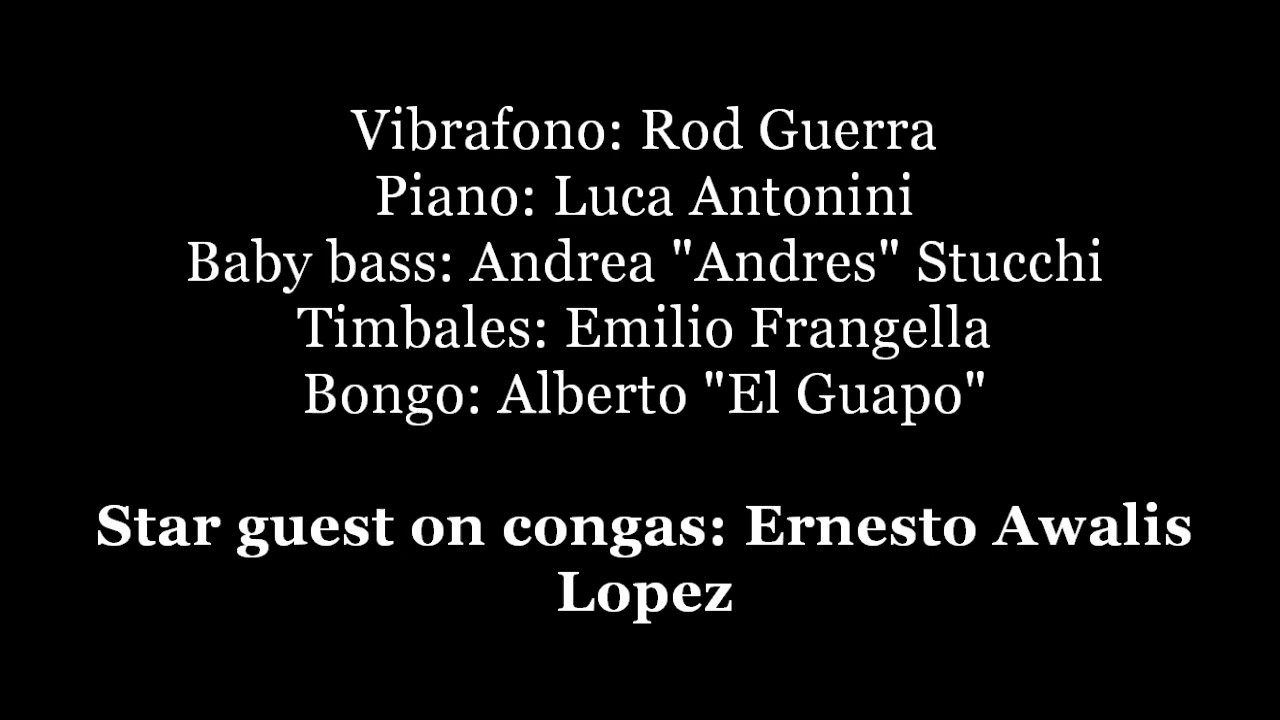 Vibrafono: Rod Guerra
Piano: Luca Antonini
Baby bass: Andrea "Andres" Stucchi
Timbales: Emilio Frangella
Bongo: Alberto "El Guapo"
Star guest on congas: Ernesto Awalis
Lopez